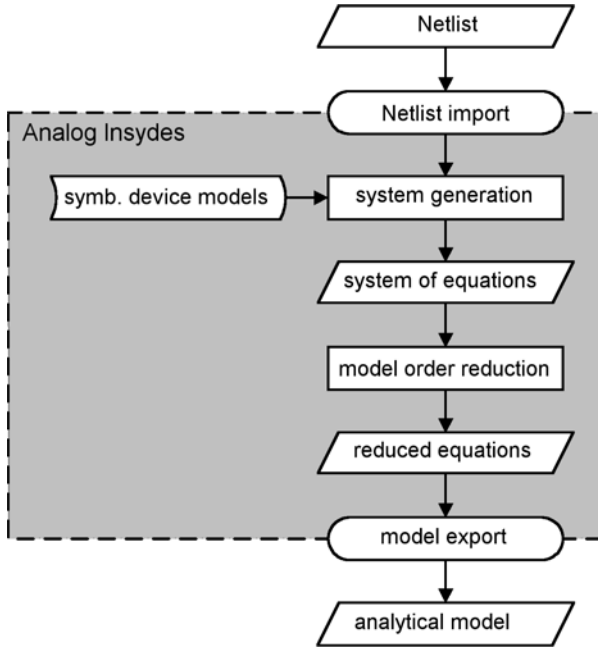 Netlist
Netlist import
Analog Insydes
symb. device models
system generation
system of equations
model order reduction
reduced equations
model export
analytical model